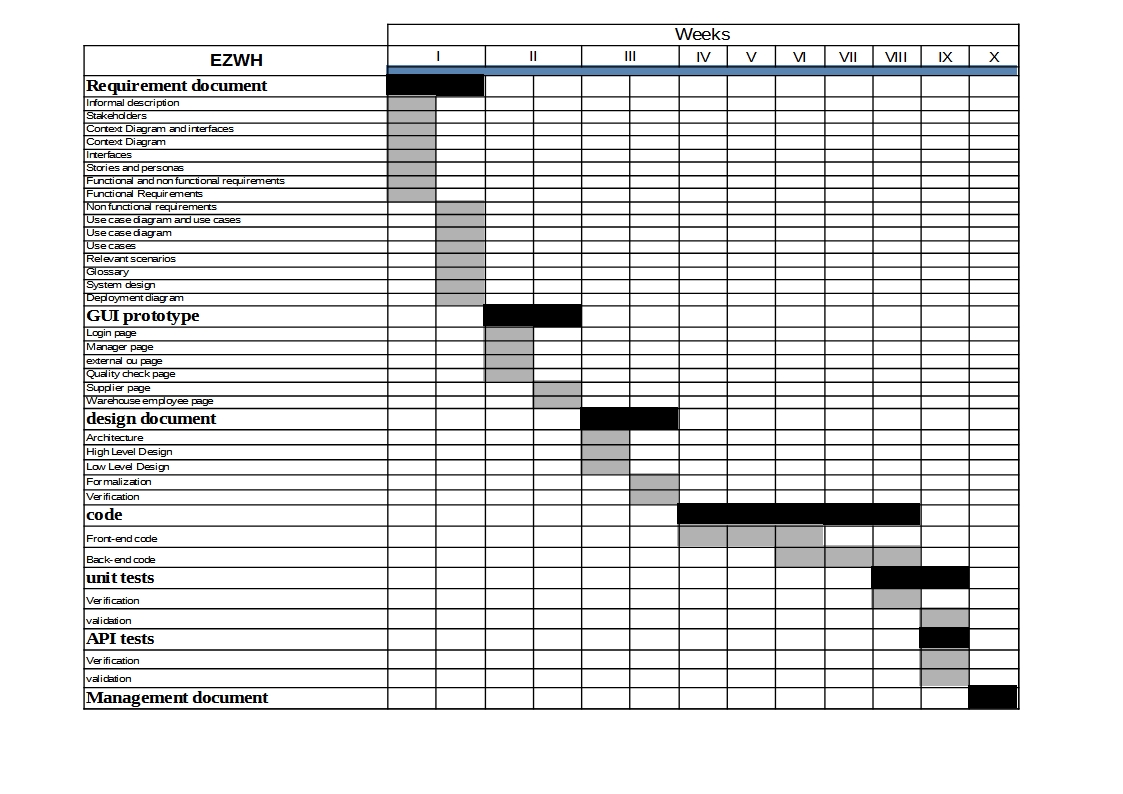 Weeks
EZWH I II III IV V VI VII VIII IX X
Requirement document
Informal description
Stakeholders
Context Diagram and interfaces
Context Diagram
Interfaces
Stories and personas
Functional and non functional requirements
Functional Requirements
Non functional requirements
Use case diagram and use cases
Use case diagram
Use cases
Relevant scenarios
Glossary
System design
Deployment diagram
GUI prototype
Login page
Manager page
external ou page
Quality check page
Supplier page
Warehouse employee page
design document
Architecture
High Level Design
Low Level Design
Formalization
Verification
code
Front-end code
Back-end code
unit tests
Verification
validation
API tests
Verification
validation
Management document